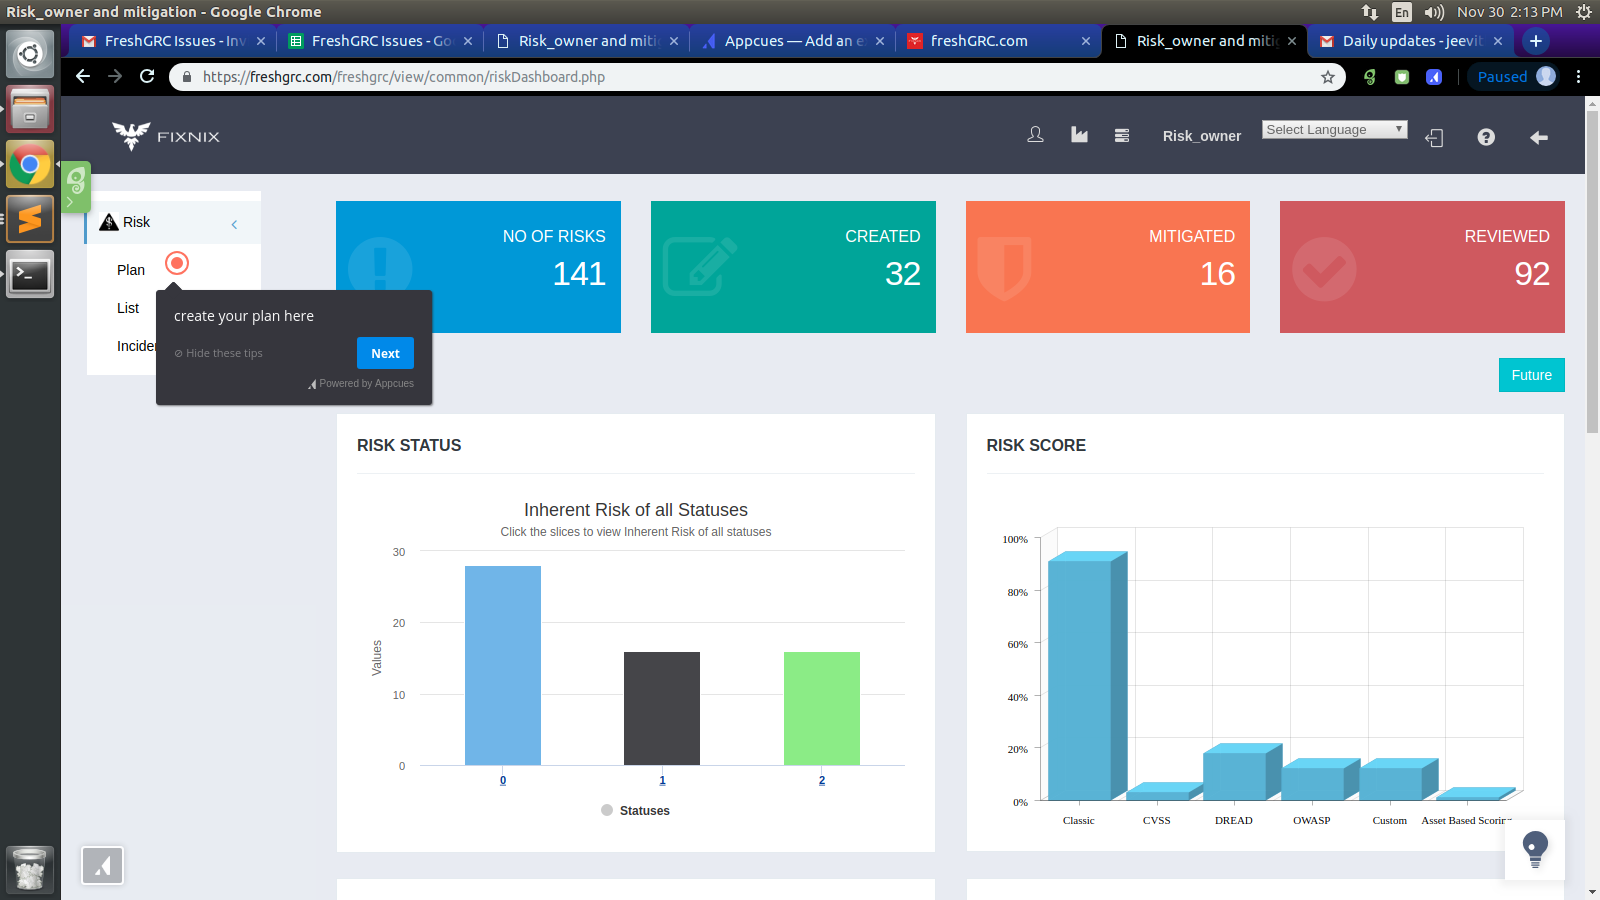 Risk_owner and mitigation - Google Chrome
En
Nov 30 2:13 PM
FreshGRC Issues - Inv
FreshGRC Issues - Go
Risk_owner and miti
Appcues — Add an e
freshGRC.com
Risk_owner and mitig
Daily updates - jeevit
https://freshgrc.com/freshgrc/view/common/riskDashboard.php
Paused
FIXNIX
Risk_owner
Select Language
Risk
Plan
List
Inciden
create your plan here
Hide these tips
Next
Powered by Appcues
NO OF RISKS
141
CREATED
32
MITIGATED
16
REVIEWED
92
Future
RISK STATUS
Inherent Risk of all Statuses
Click the slices to view Inherent Risk of all statuses
Values
30
20
10
0
0
1
2
Statuses
RISK SCORE
100%
80%
60%
40%
20%
0%
Classic
CVSS
DREAD
OWASP
Custom
Asset Based Scoring